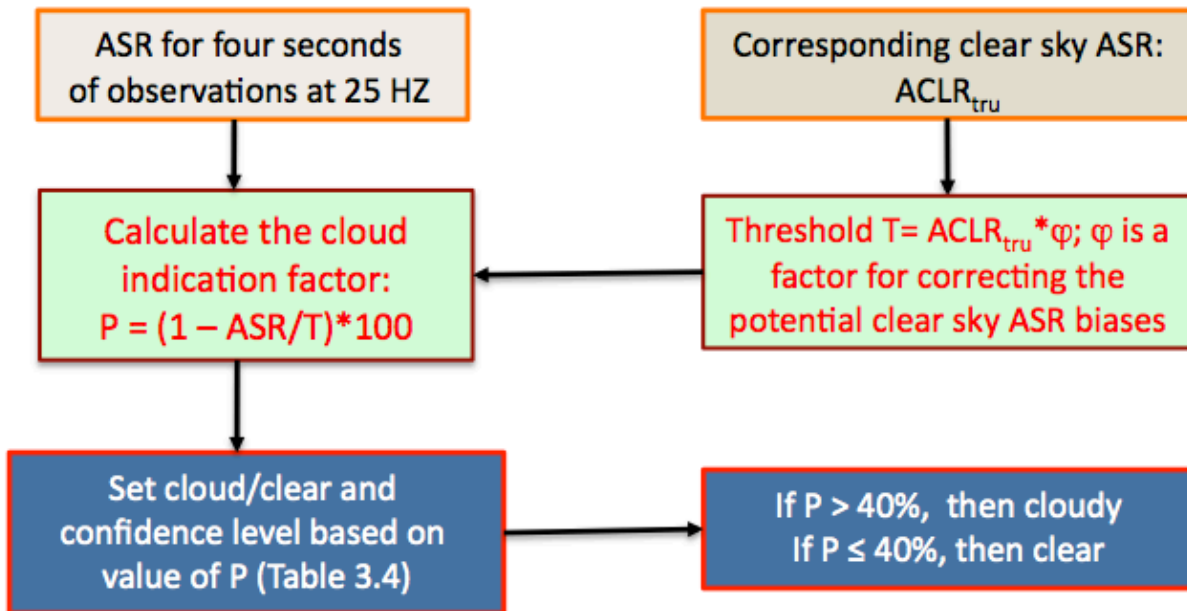 ASR for four seconds
of observations at 25 HZ
Corresponding clear sky ASR:
ACLRtru
Calculate the cloud
indication factor:
P = (1 – ASR/T)*100
Threshold T= ACLRtru*φ; φ is a
factor for correcting the
potential clear sky ASR biases
Set cloud/clear and
confidence level based on
value of P (Table 3.4)
If P > 40%, then cloudy
If P ≤ 40%, then clear